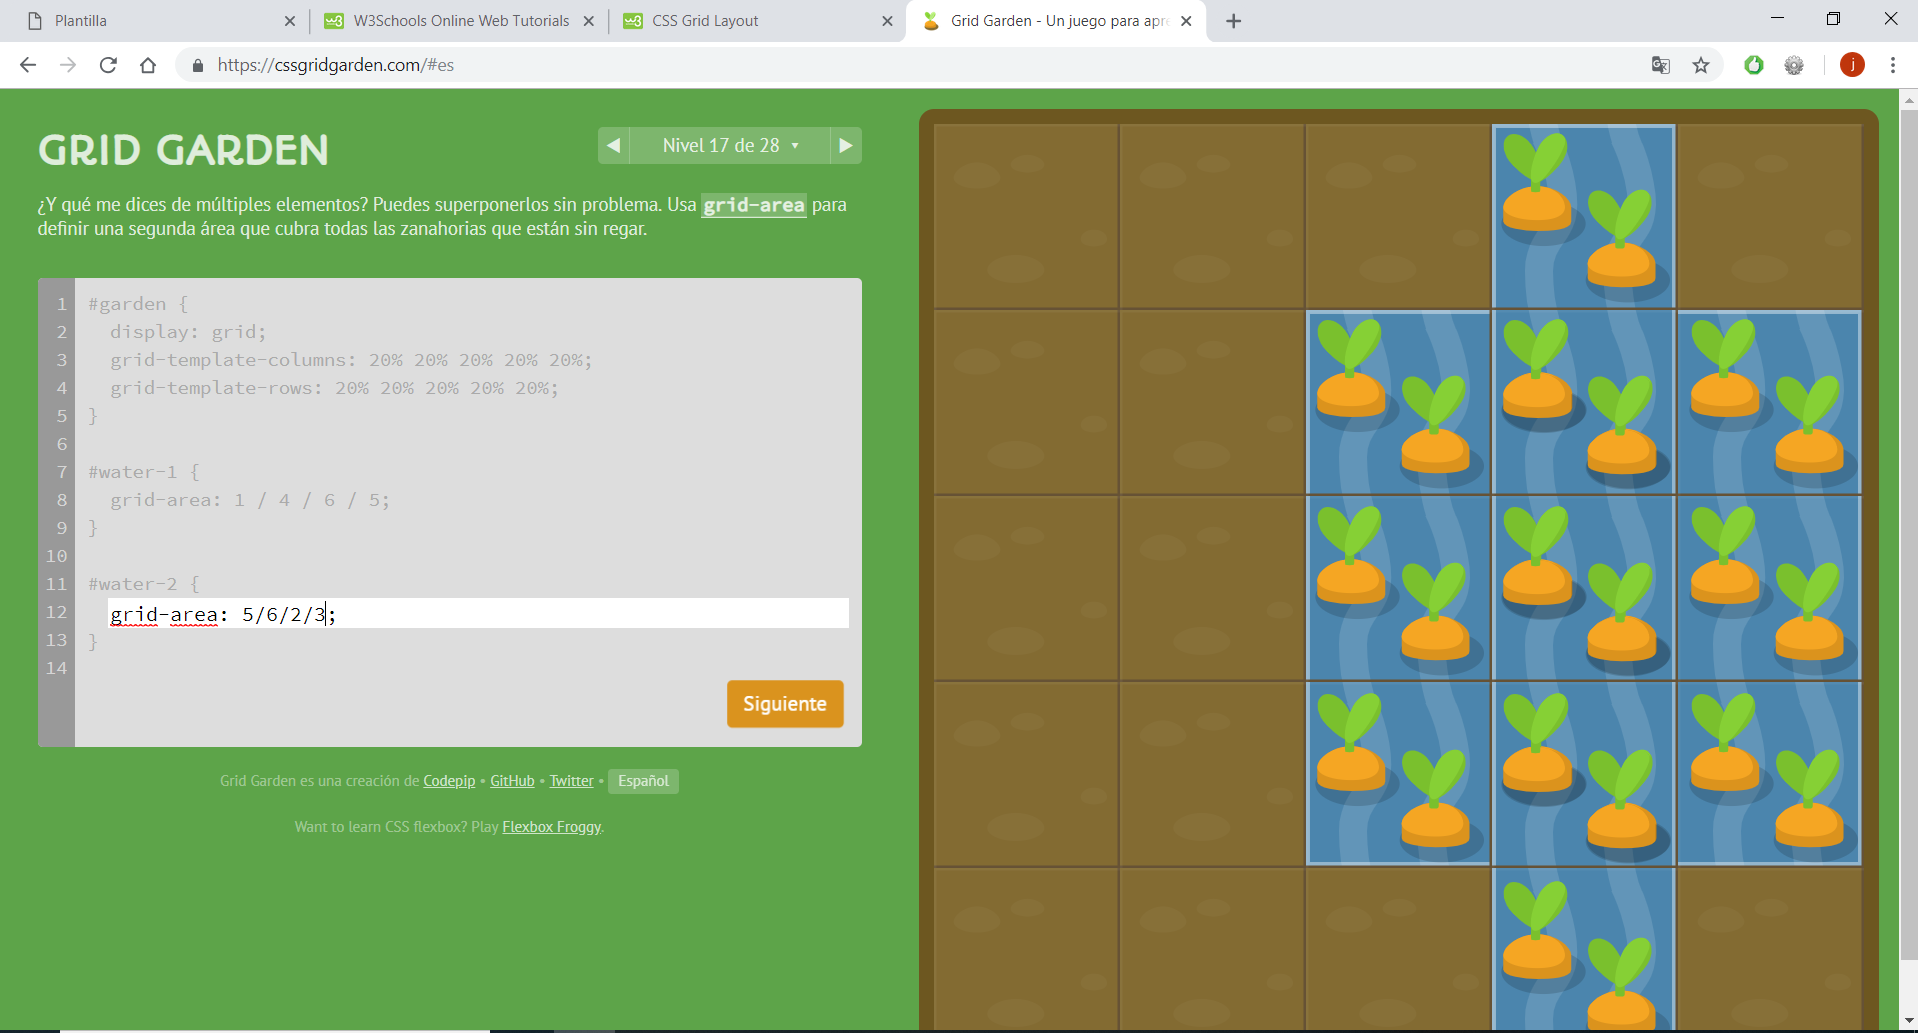 Plantilla
W3Schools Online Web Tutorials
CSS Grid Layout
Grid Garden - Un juego para apre
https://cssgridgarden.com/#es
j
GRID GARDEN
Nivel 17 de 28
¿Y qué me dices de múltiples elementos? Puedes superponerlos sin problema. Usa grid-area para
definir una segunda área que cubra todas las zanahorias que están sin regar.
1 #garden {
2 display: grid;
3 grid-template-columns: 20% 20% 20% 20% 20%;
4 grid-template-rows: 20% 20% 20% 20% 20%;
5 }
6
7 #water-1 {
8 grid-area: 1 / 4 / 6 / 5;
9 }
10
11 #water-2 {
12 grid-area: 5/6/2/3;
13 }
14
Siguiente
Grid Garden es una creación de Codepip • GitHub • Twitter • Español
Want to learn CSS flexbox? Play Flexbox Froggy.